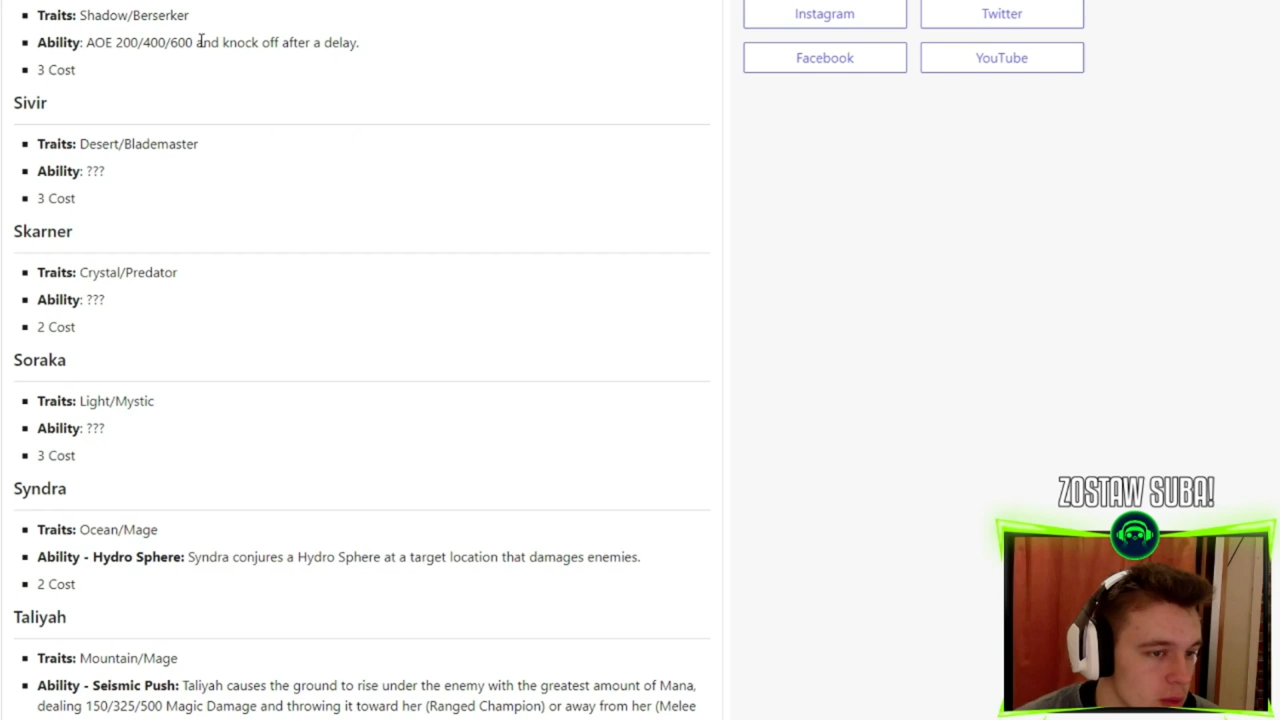 Traits: Shadow/Berserker
Ability: AOE 200/400/600 and knock off after a delay.
3 Cost
Sivir
Traits: Desert/Blademaster
Ability: ???
3 Cost
Skarner
Traits: Crystal/Predator
Ability: ???
2 Cost
Soraka
Traits: Light/Mystic
Ability: ???
3 Cost
Syndra
Traits: Ocean/Mage
Ability - Hydro Sphere: Syndra conjures a Hydro Sphere at a target location that damages enemies.
2 Cost
Taliyah
Traits: Mountain/Mage
Ability - Seismic Push: Taliyah causes the ground to rise under the enemy with the greatest amount of Mana,
dealing 150/325/500 Magic Damage and throwing it toward her (Ranged Champion) or away from her (Melee
Instagram
Twitter
Facebook
YouTube
ZOSTAW SUBA!